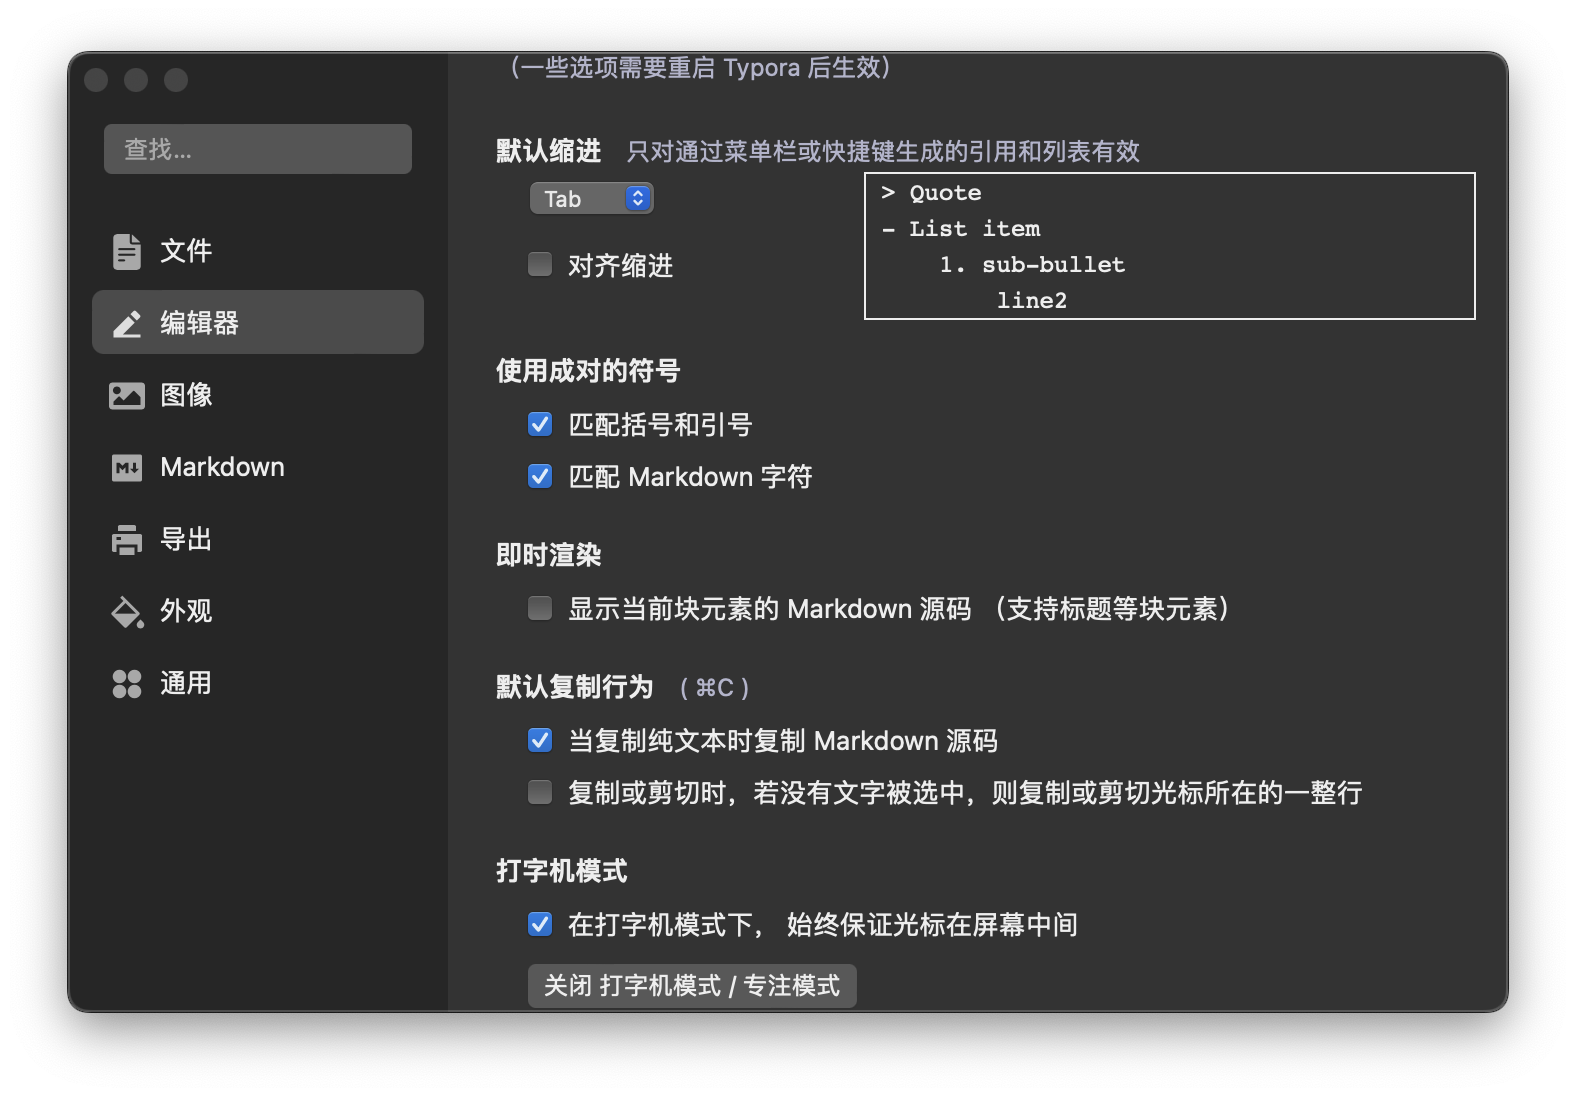 查找...
文件
编辑器
图像
Markdown
导出
外观
通用
（一些选项需要重启 Typora 后生效）
默认缩进 只对通过菜单栏或快捷键生成的引用和列表有效
Tab
对齐缩进
> Quote
- List item
1. sub-bullet
line2
使用成对的符号
匹配括号和引号
匹配 Markdown 字符
即时渲染
显示当前块元素的 Markdown 源码 （支持标题等块元素）
默认复制行为 （⌘C）
当复制纯文本时复制 Markdown 源码
复制或剪切时，若没有文字被选中，则复制或剪切光标所在的一整行
打字机模式
在打字机模式下， 始终保证光标在屏幕中间
关闭 打字机模式 / 专注模式